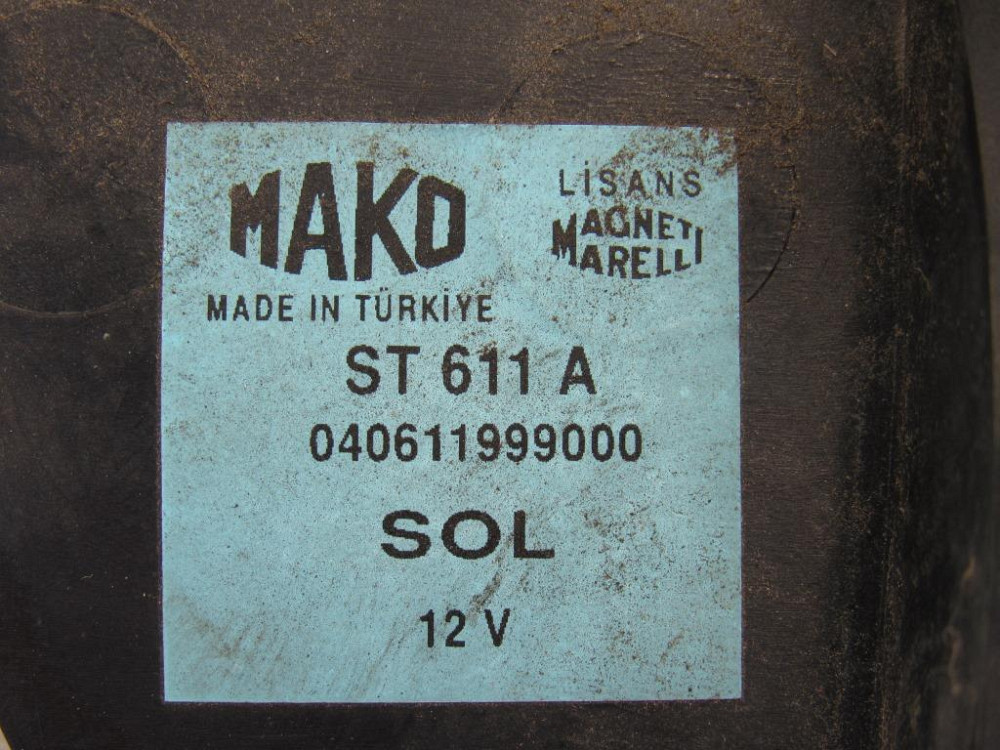 MAKO
LİSANS
MAGNETI
MARELLI
MADE IN TÜRKİYE
ST 611 A
040611999000
SOL
12 V